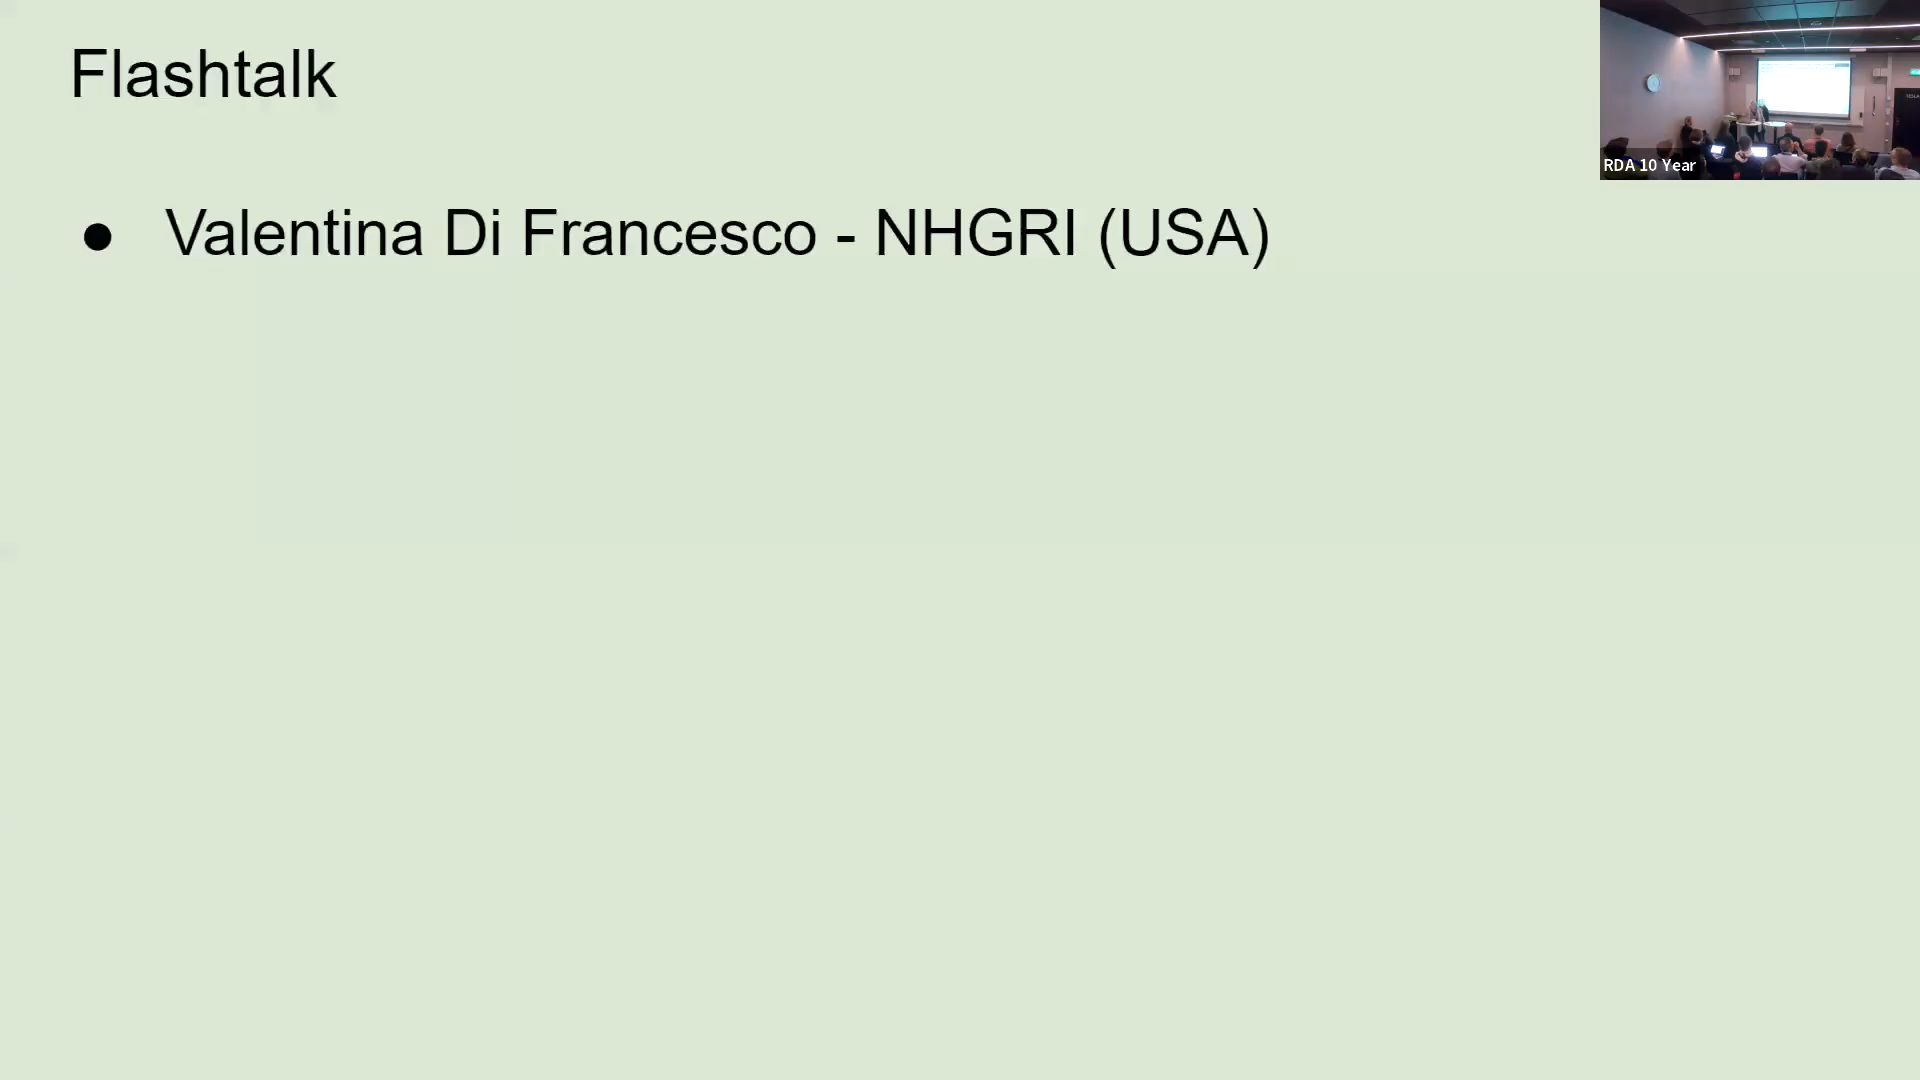 Flashtalk
● Valentina Di Francesco - NHGRI (USA)
RDA 10 Year